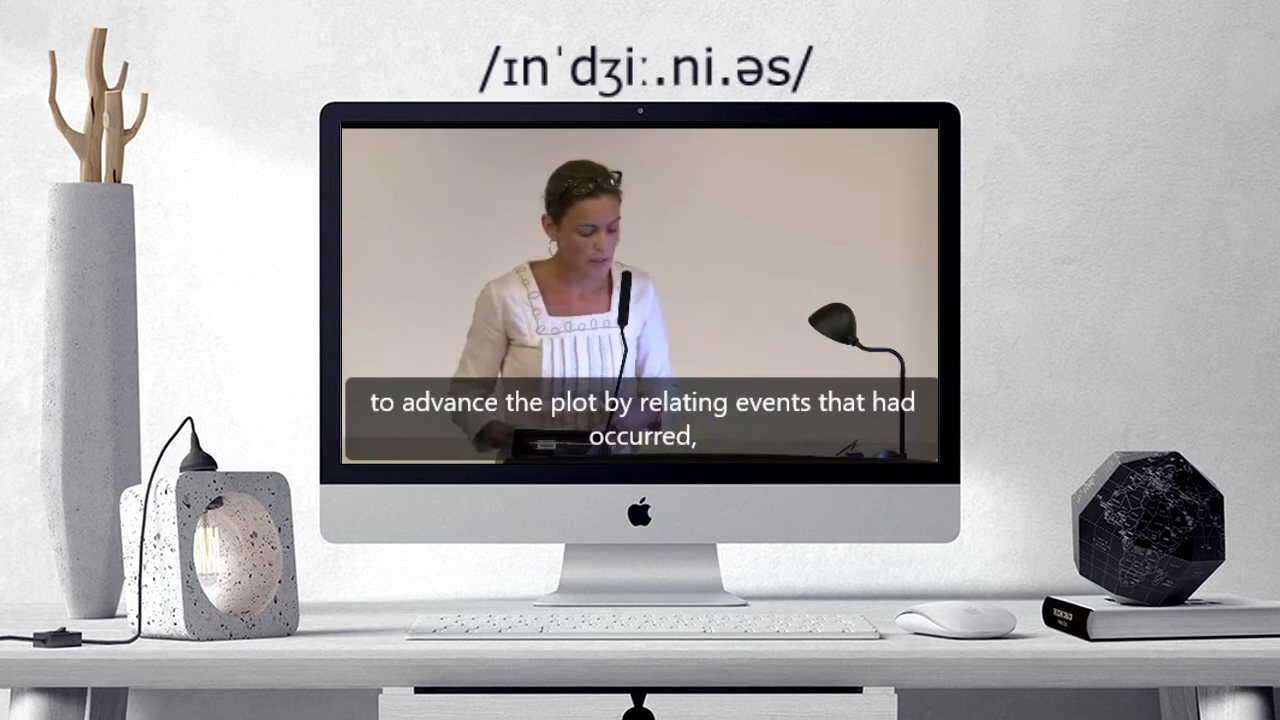 /ɪnˈdʒiː.ni.əs/
to advance the plot by relating events that had
occurred,